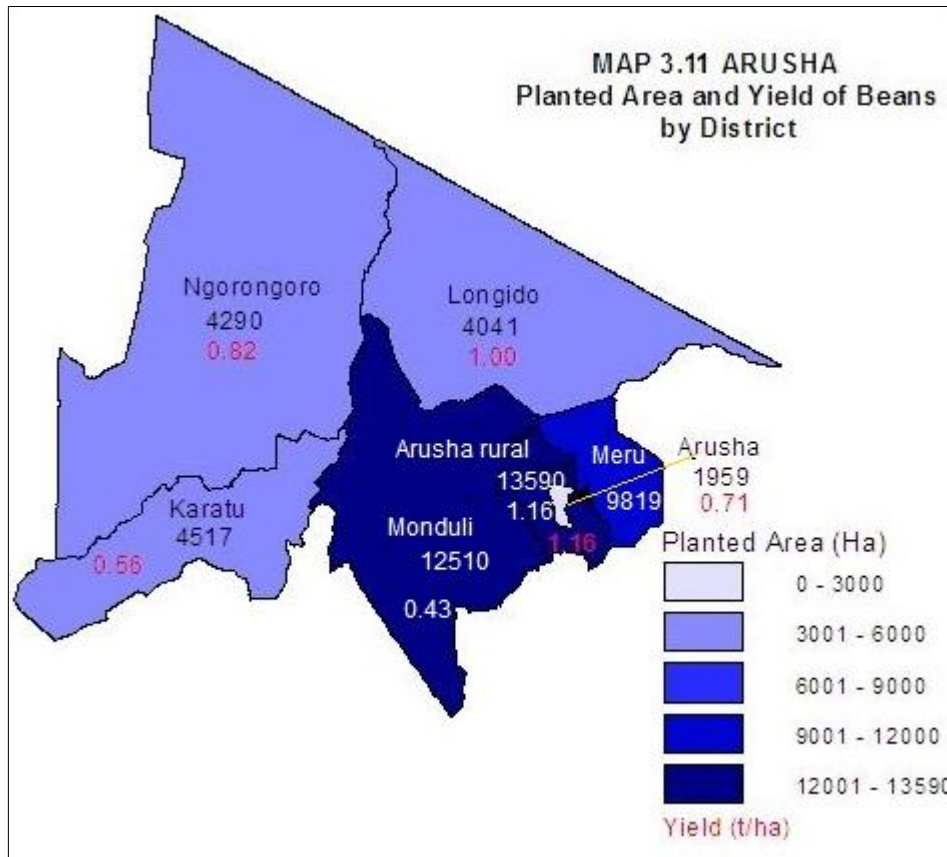 MAP 3.11 ARUSHA
Planted Area and Yield of Beans
by District
Ngorongoro
4290
0.82
Longido
4041
1.00
Arusha rural
13590
1.16
Meru
9819
Arusha
1959
0.71
Karatu
4517
0.56
Monduli
12510
0.43
1.16
Planted Area (Ha)
0 - 3000
3001 - 6000
6001 - 9000
9001 - 12000
12001 - 13590
Yield (t/ha)